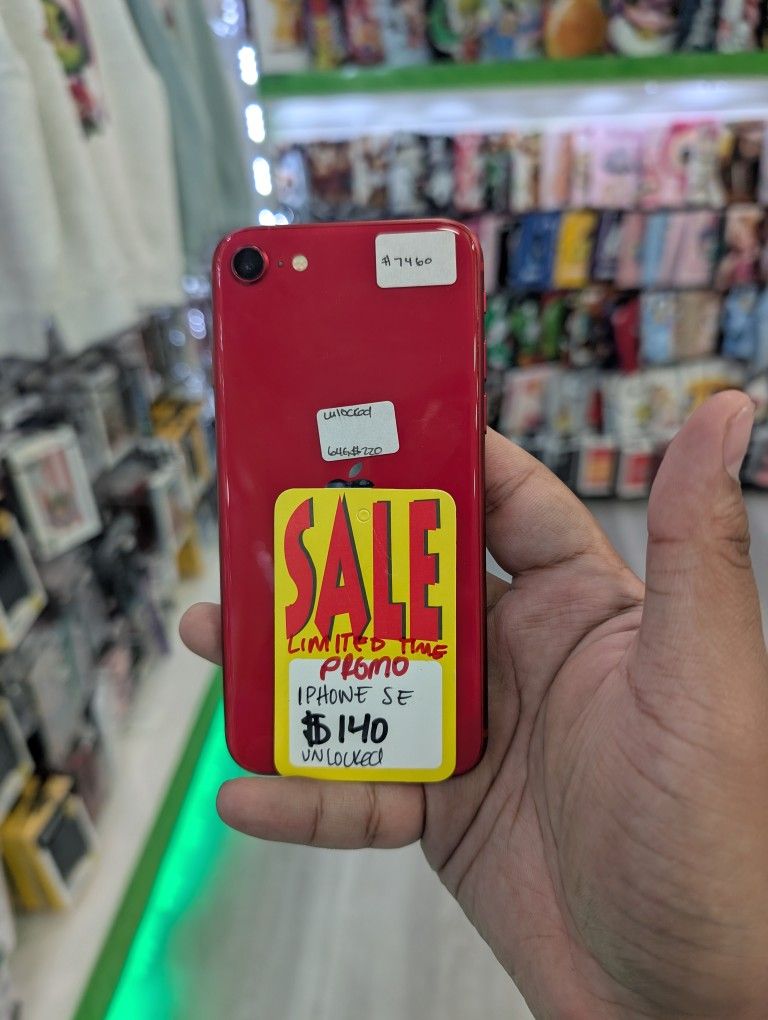 #7460
unlocked
64G $220
SALE
LIMITED TIME
PROMO
IPHONE SE
$140
UNLOCKED